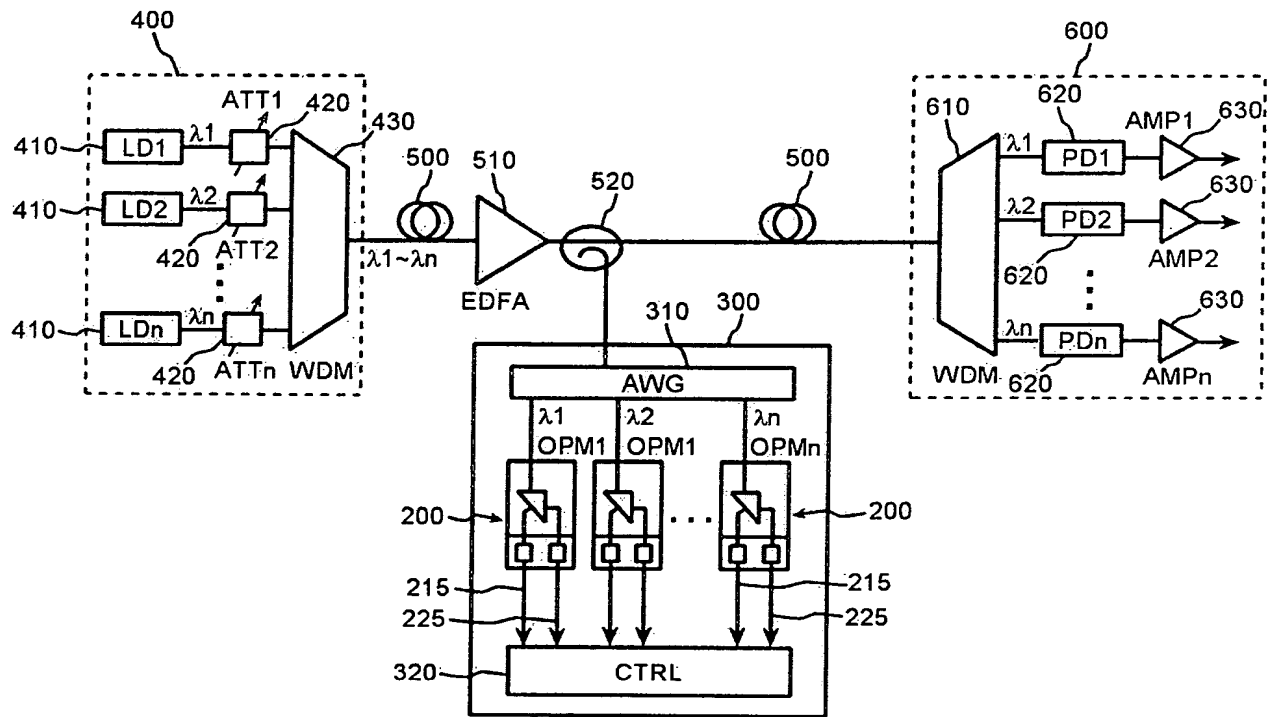 400
ATT1
420
430
410
LD1
λ1
410
LD2
λ2
420
ATT2
410
LDn
λn
420
ATTn
WDM
500
λ1~λn
510
EDFA
520
500
600
610
620
AMP1
630
λ1
PD1
λ2
PD2
630
620
AMP2
λn
PDn
630
620
WDM
AMPn
310
300
AWG
λ1
λ2
λn
OPM1
OPM1
OPMn
200
200
215
225
215
225
320
CTRL